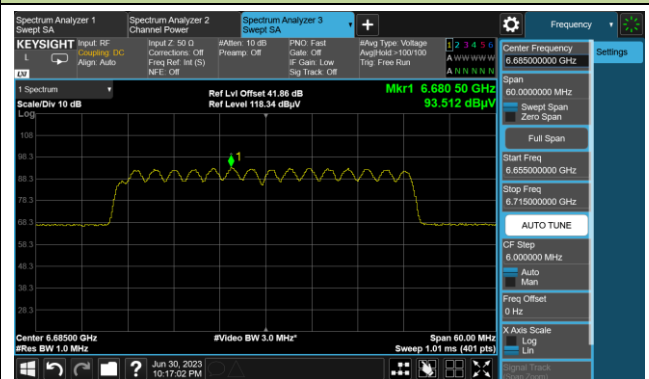 Spectrum Analyzer 1
Swept SA
Spectrum Analyzer 2
Channel Power
Spectrum Analyzer 3
Swept SA
Frequency
KEYSIGHT
L
LXI
Input: RF
Coupling: DC
Align: Auto
Input Z: 50 Ω
Corrections: Off
Freq Ref: Int (S)
NFE: Off
#Atten: 10 dB
Preamp: Off
PNO: Fast
Gate: Off
IF Gain: Low
Sig Track: Off
#Avg Type: Voltage
Avg|Hold:>100/100
Trig: Free Run
1 2 3 4 5 6
A W W W W W
A N N N N N
1 Spectrum
Scale/Div 10 dB
Log
Ref Lvl Offset 41.86 dB
Ref Level 118.34 dBµV
Mkr1 6.680 50 GHz
93.512 dBµV
108
98.3
88.3
78.3
68.3
58.3
48.3
38.3
28.3
1
Center 6.68500 GHz
#Res BW 1.0 MHz
#Video BW 3.0 MHz*
Span 60.00 MHz
Sweep 1.01 ms (401 pts)
Jun 30, 2023
10:17:02 PM
Center Frequency
6.685000000 GHz
Settings
Span
60.0000000 MHz
Swept Span
Zero Span
Full Span
Start Freq
6.655000000 GHz
Stop Freq
6.715000000 GHz
AUTO TUNE
CF Step
6.000000 MHz
Auto
Man
Freq Offset
0 Hz
X Axis Scale
Log
Lin
Signal Track
(Span Zoom)